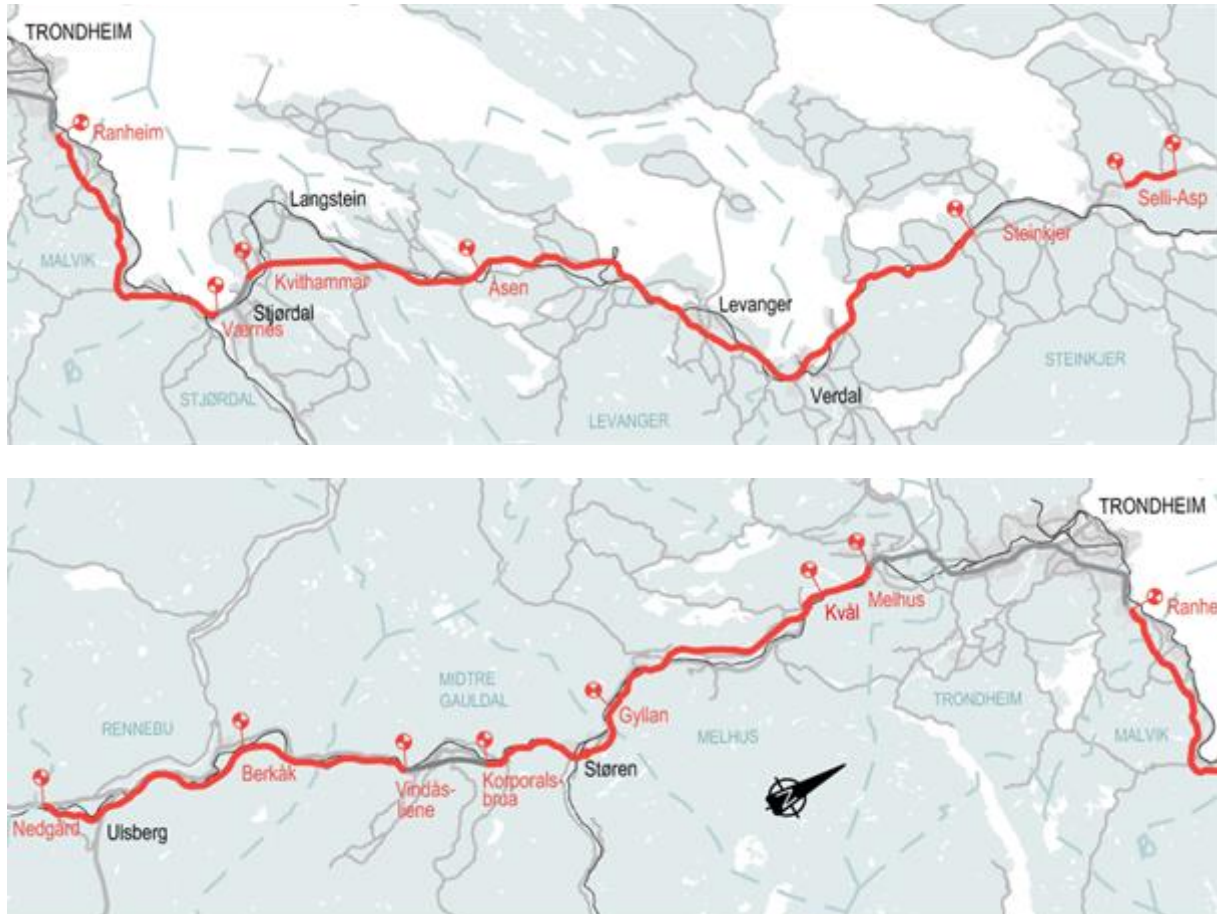 TRONDHEIM
Ranheim
Langstein
MALVIK
Kvithammar
Åsen
Steinkjer
Selli-Asp
Levanger
Stjørdal
Værnes
STJØRDAL
LEVANGER
Verdal
STEINKJER
TRONDHEIM
Ranhe
Melhus
Kvål
MIDTRE
GAULDAL
TRONDHEIM
RENNEBU
Gyllan
MELHUS
MALVIK
Berkåk
Støren
Vindås-
liene
Korporals-
brua
Nedgård
Ulsberg